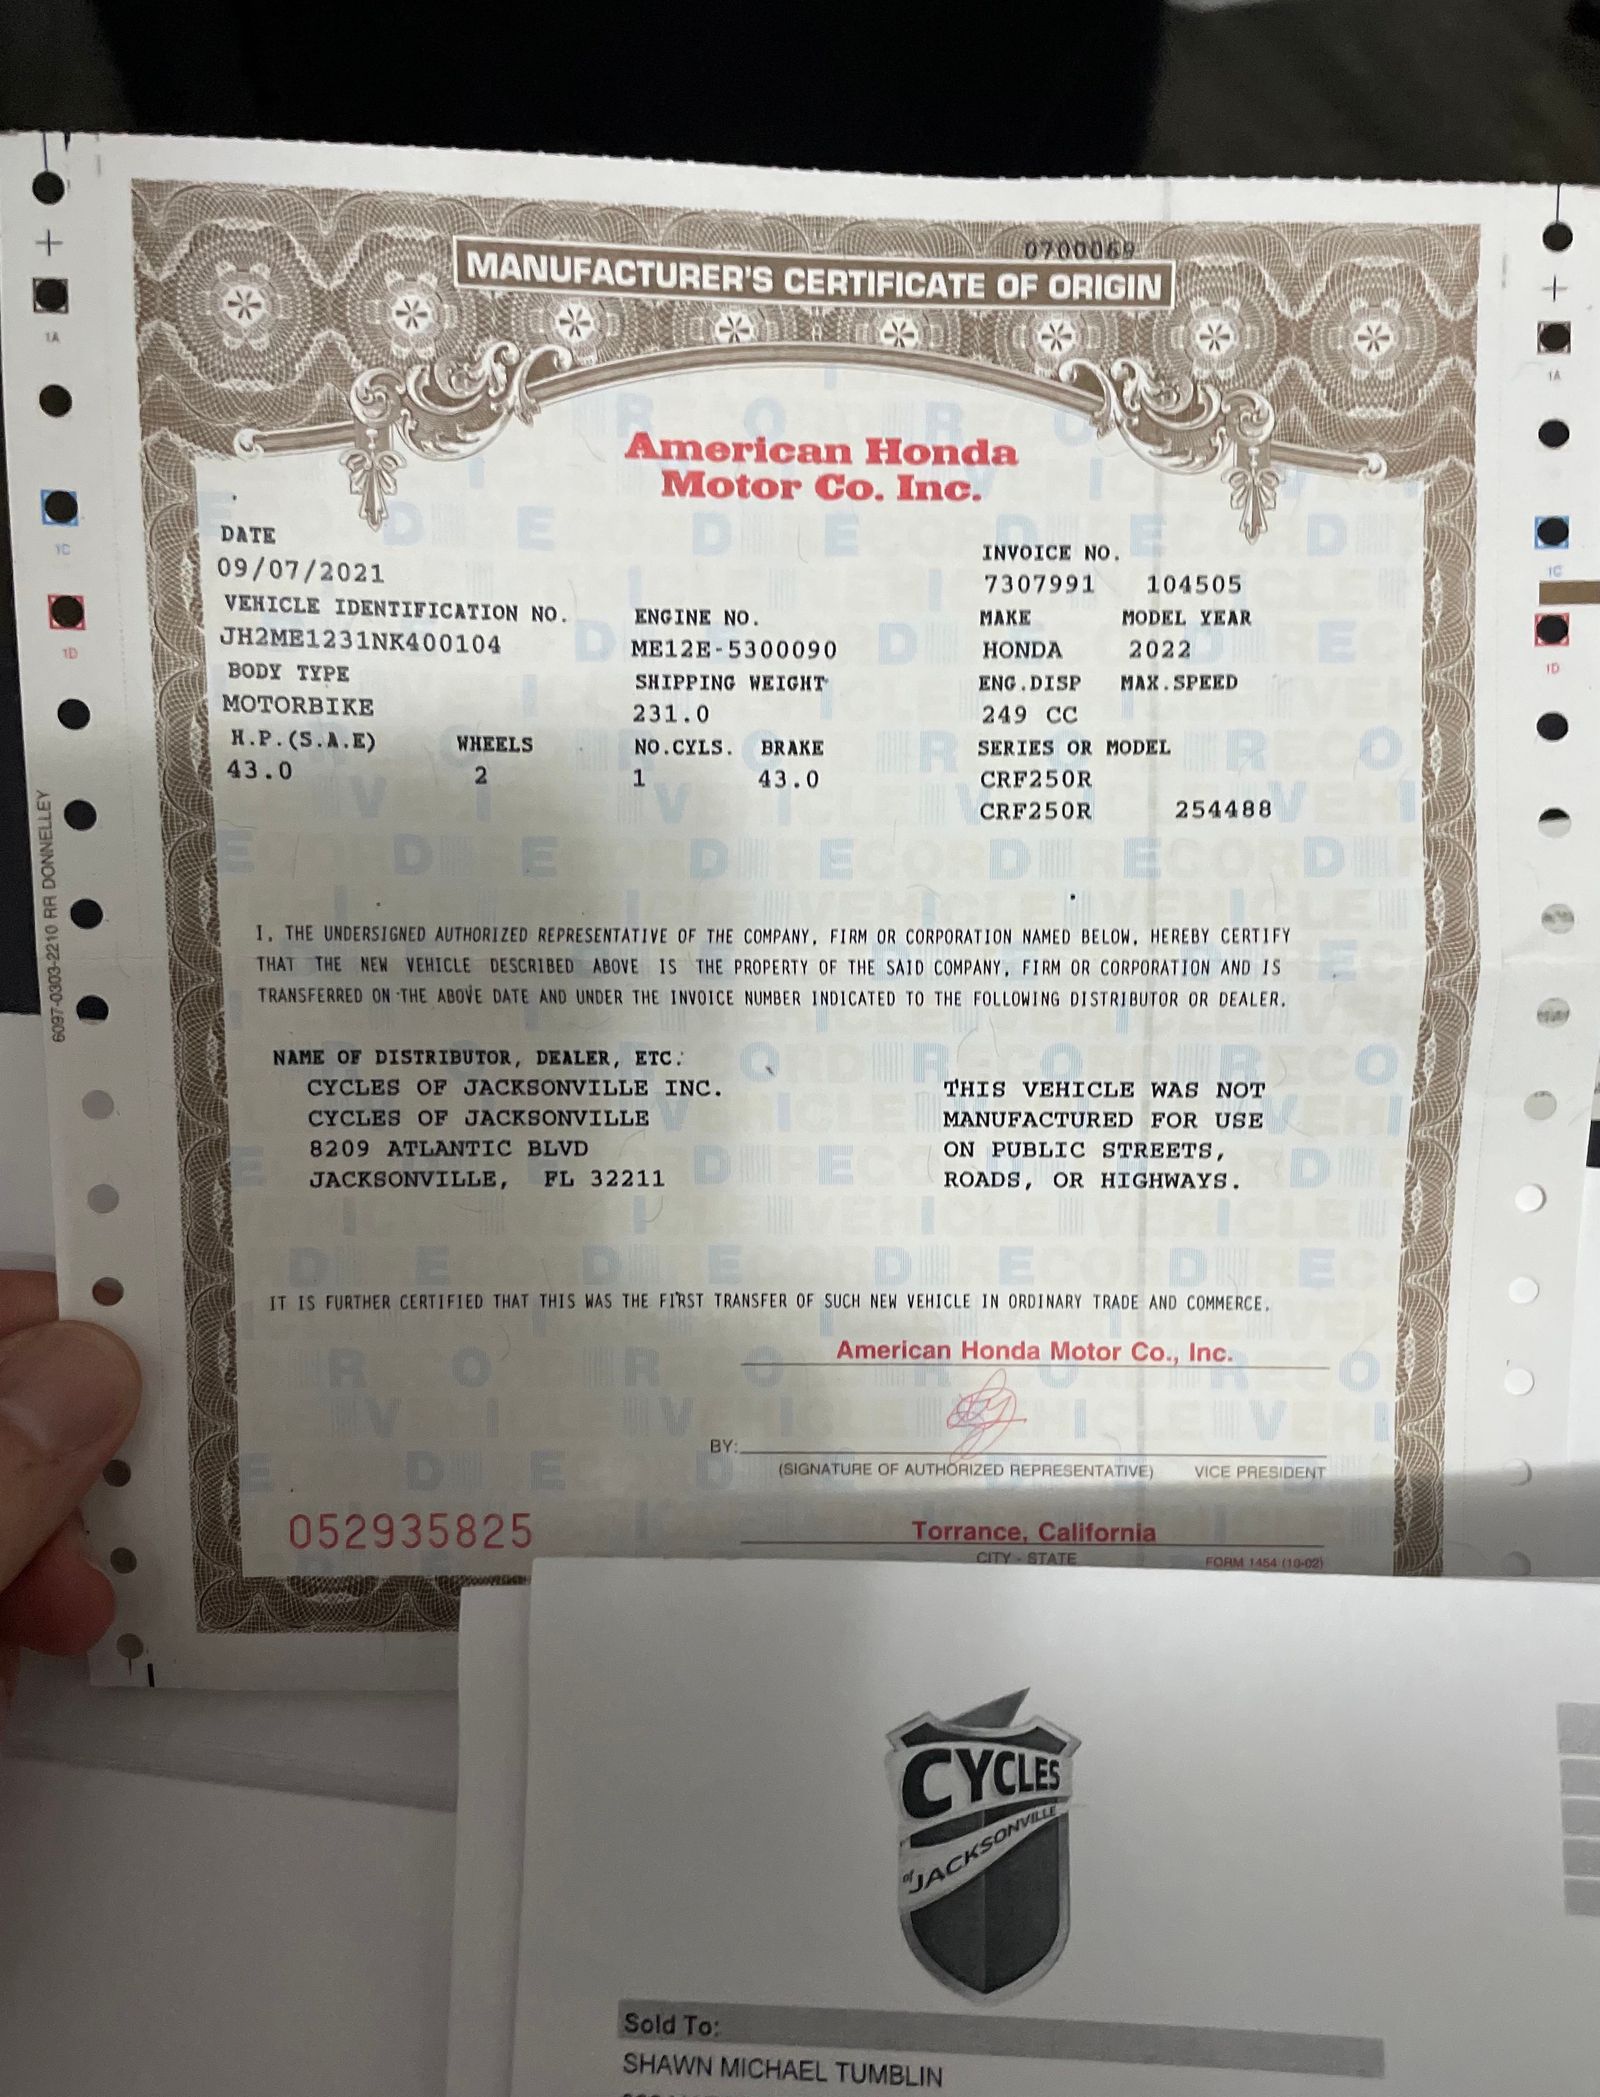 0700069
MANUFACTURER'S CERTIFICATE OF ORIGIN
American Honda
Motor Co. Inc.
DATE
09/07/2021
INVOICE NO.
7307991 104505
VEHICLE IDENTIFICATION NO. ENGINE NO. MAKE MODEL YEAR
JH2ME1231NK400104 ME12E-5300090 HONDA 2022
BODY TYPE SHIPPING WEIGHT ENG.DISP MAX.SPEED
MOTORBIKE 231.0 249 CC
H.P.(S.A.E) WHEELS NO.CYLS. BRAKE SERIES OR MODEL
43.0 2 1 43.0 CRF250R
CRF250R 254488
I, THE UNDERSIGNED AUTHORIZED REPRESENTATIVE OF THE COMPANY, FIRM OR CORPORATION NAMED BELOW, HEREBY CERTIFY
THAT THE NEW VEHICLE DESCRIBED ABOVE IS THE PROPERTY OF THE SAID COMPANY, FIRM OR CORPORATION AND IS
TRANSFERRED ON THE ABOVE DATE AND UNDER THE INVOICE NUMBER INDICATED TO THE FOLLOWING DISTRIBUTOR OR DEALER.
NAME OF DISTRIBUTOR, DEALER, ETC.
CYCLES OF JACKSONVILLE INC. THIS VEHICLE WAS NOT
CYCLES OF JACKSONVILLE MANUFACTURED FOR USE
8209 ATLANTIC BLVD ON PUBLIC STREETS,
JACKSONVILLE, FL 32211 ROADS, OR HIGHWAYS.
IT IS FURTHER CERTIFIED THAT THIS WAS THE FIRST TRANSFER OF SUCH NEW VEHICLE IN ORDINARY TRADE AND COMMERCE.
American Honda Motor Co., Inc.
BY:
(SIGNATURE OF AUTHORIZED REPRESENTATIVE) VICE PRESIDENT
052935825
Torrance, California
CITY - STATE FORM 1454 (10-02)
6097-0303-2210 RR DONNELLEY
1A
1C
1D
1A
1C
1D
CYCLES
of JACKSONVILLE
Sold To:
SHAWN MICHAEL TUMBLIN